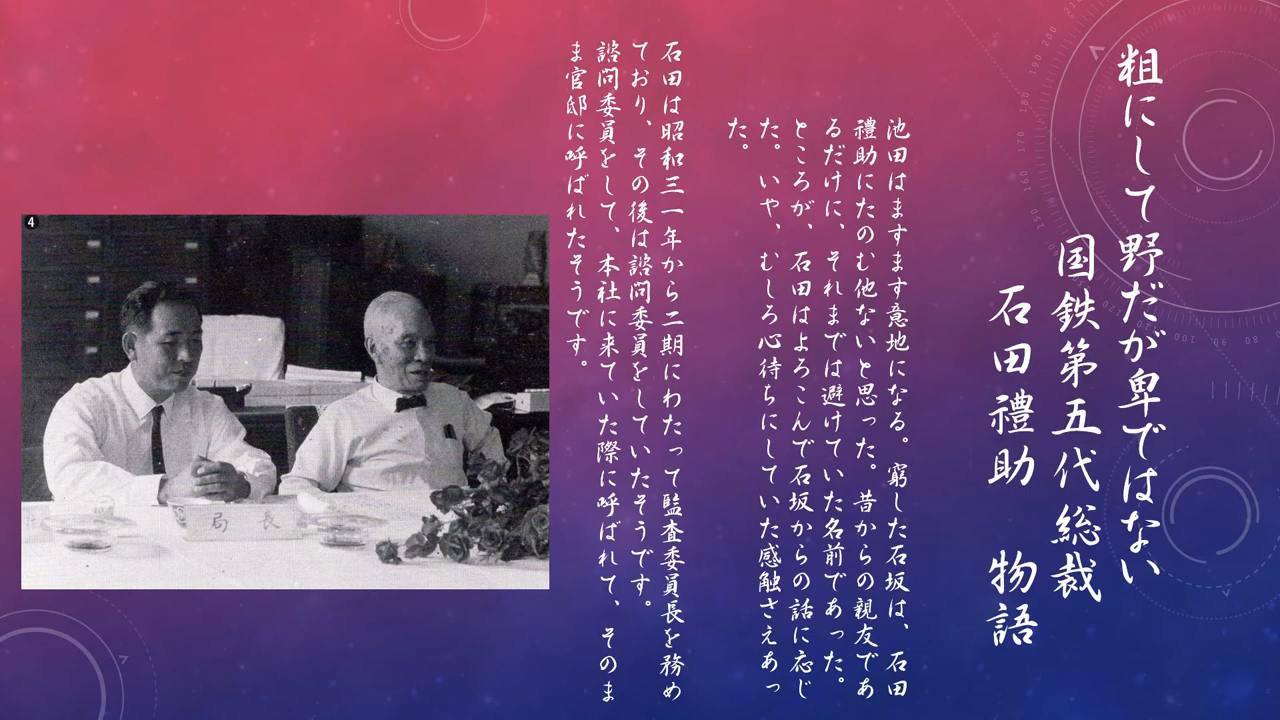 粗にして野だが卑ではない
国鉄第五代総裁
石田禮助　物語
池田はますます意地になる。窮した石坂は、石田
禮助にたのむ他ないと思った。昔からの親友であ
るだけに、それまでは避けていた名前であった。
ところが、石田はよろこんで石坂からの話に応じ
た。いや、むしろ心待ちにしていた感触さえあっ
た。
石田は昭和三一年から二期にわたって監査委員長を務め
ており、その後は諮問委員をしていたそうです。
諮問委員をして、本社に来ていた際に呼ばれて、そのま
ま官邸に呼ばれたそうです。
4
局長